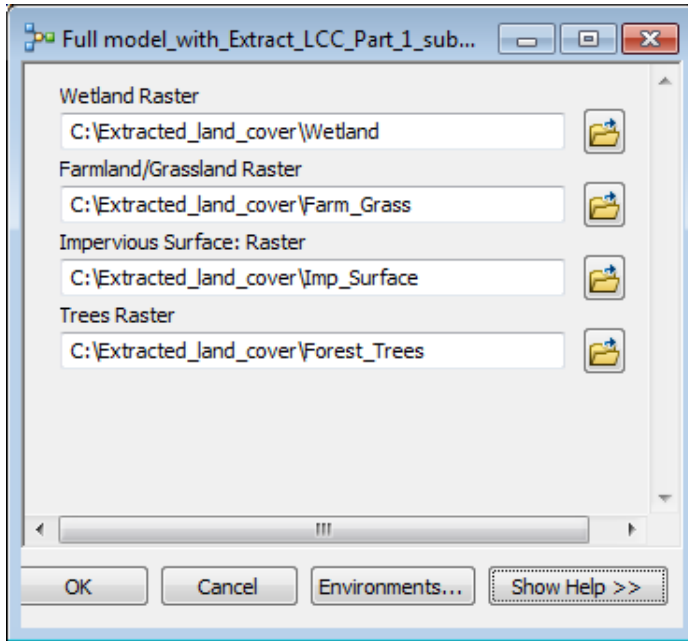 Full model_with_Extract_LCC_Part_1_sub...
Wetland Raster
C:\Extracted_land_cover\Wetland
Farmland/Grassland Raster
C:\Extracted_land_cover\Farm_Grass
Impervious Surface: Raster
C:\Extracted_land_cover\Imp_Surface
Trees Raster
C:\Extracted_land_cover\Forest_Trees
OK Cancel Environments... Show Help >>